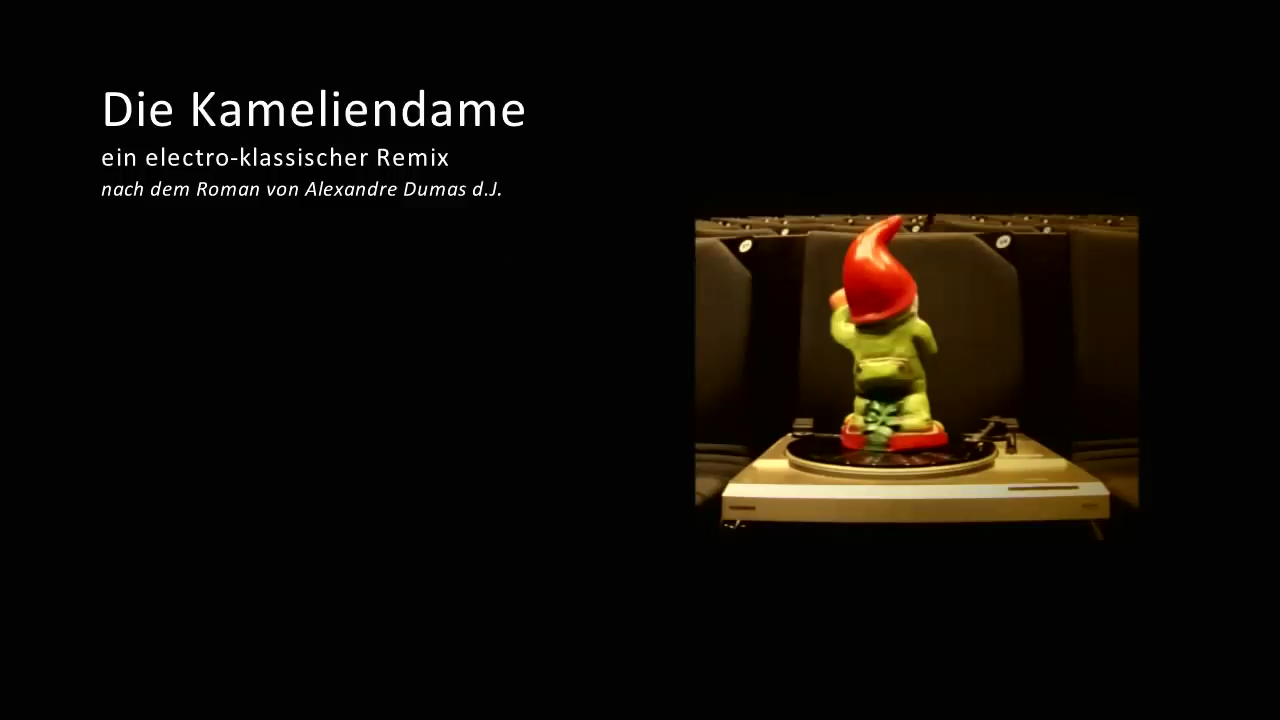 Die Kameliendame
ein electro-klassischer Remix
nach dem Roman von Alexandre Dumas d.J.